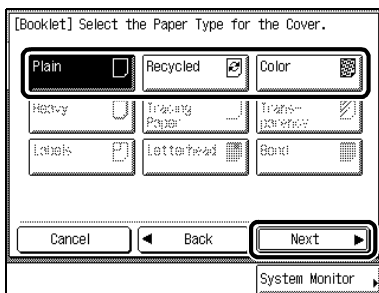 [Booklet] Select the Paper Type for the Cover.
Plain
Recycled
Color
Heavy
Tracing
Paper
Trans-
parency
Labels
Letterhead
Bond
Cancel
Back
Next
System Monitor